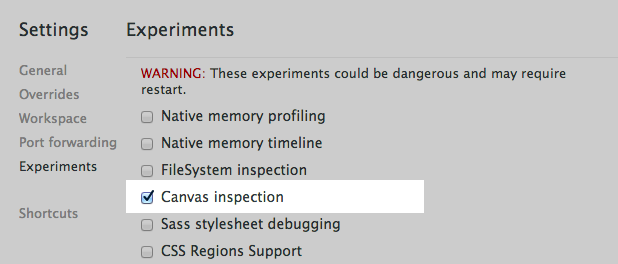 Settings
General
Overrides
Workspace
Port forwarding
Experiments
Shortcuts
Experiments
WARNING: These experiments could be dangerous and may require
restart.
Native memory profiling
Native memory timeline
FileSystem inspection
Canvas inspection
Sass stylesheet debugging
CSS Regions Support